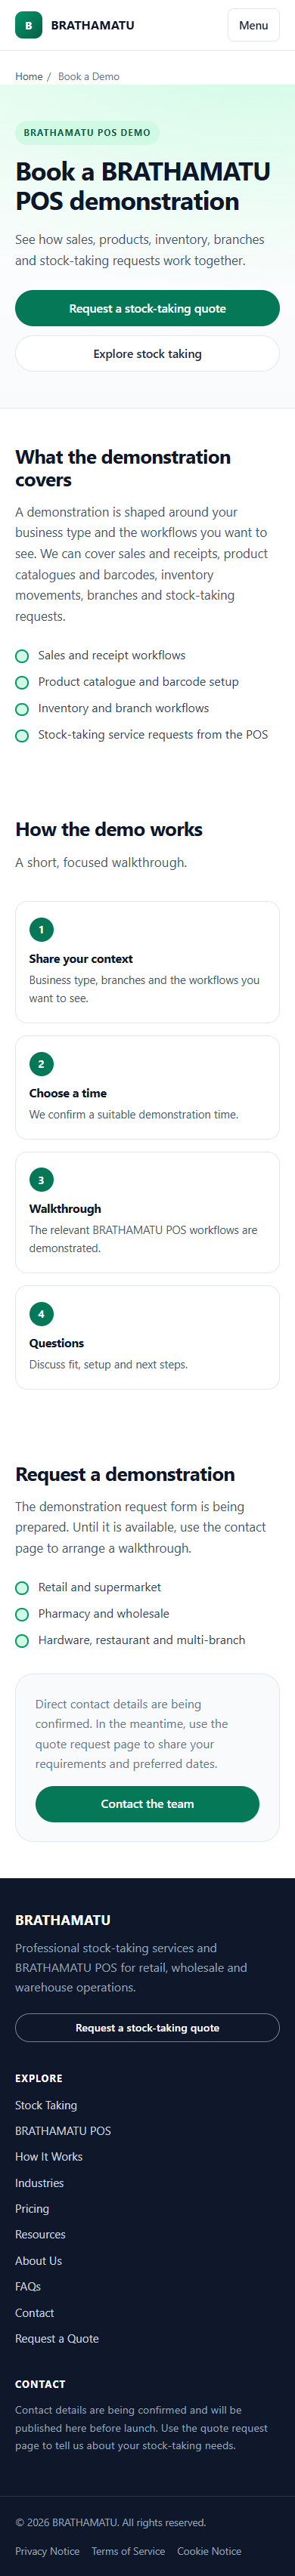 B BRATHAMATU Menu
Home / Book a Demo
BRATHAMATU POS DEMO
Book a BRATHAMATU
POS demonstration
See how sales, products, inventory, branches
and stock-taking requests work together.
Request a stock-taking quote
Explore stock taking
What the demonstration
covers
A demonstration is shaped around your
business type and the workflows you want to
see. We can cover sales and receipts, product
catalogues and barcodes, inventory
movements, branches and stock-taking
requests.
Sales and receipt workflows
Product catalogue and barcode setup
Inventory and branch workflows
Stock-taking service requests from the POS
How the demo works
A short, focused walkthrough.
1
Share your context
Business type, branches and the workflows you
want to see.
2
Choose a time
We confirm a suitable demonstration time.
3
Walkthrough
The relevant BRATHAMATU POS workflows are
demonstrated.
4
Questions
Discuss fit, setup and next steps.
Request a demonstration
The demonstration request form is being
prepared. Until it is available, use the contact
page to arrange a walkthrough.
Retail and supermarket
Pharmacy and wholesale
Hardware, restaurant and multi-branch
Direct contact details are being
confirmed. In the meantime, use the
quote request page to share your
requirements and preferred dates.
Contact the team
BRATHAMATU
Professional stock-taking services and
BRATHAMATU POS for retail, wholesale and
warehouse operations.
Request a stock-taking quote
EXPLORE
Stock Taking
BRATHAMATU POS
How It Works
Industries
Pricing
Resources
About Us
FAQs
Contact
Request a Quote
CONTACT
Contact details are being confirmed and will be
published here before launch. Use the quote request
page to tell us about your stock-taking needs.
© 2026 BRATHAMATU. All rights reserved.
Privacy Notice Terms of Service Cookie Notice